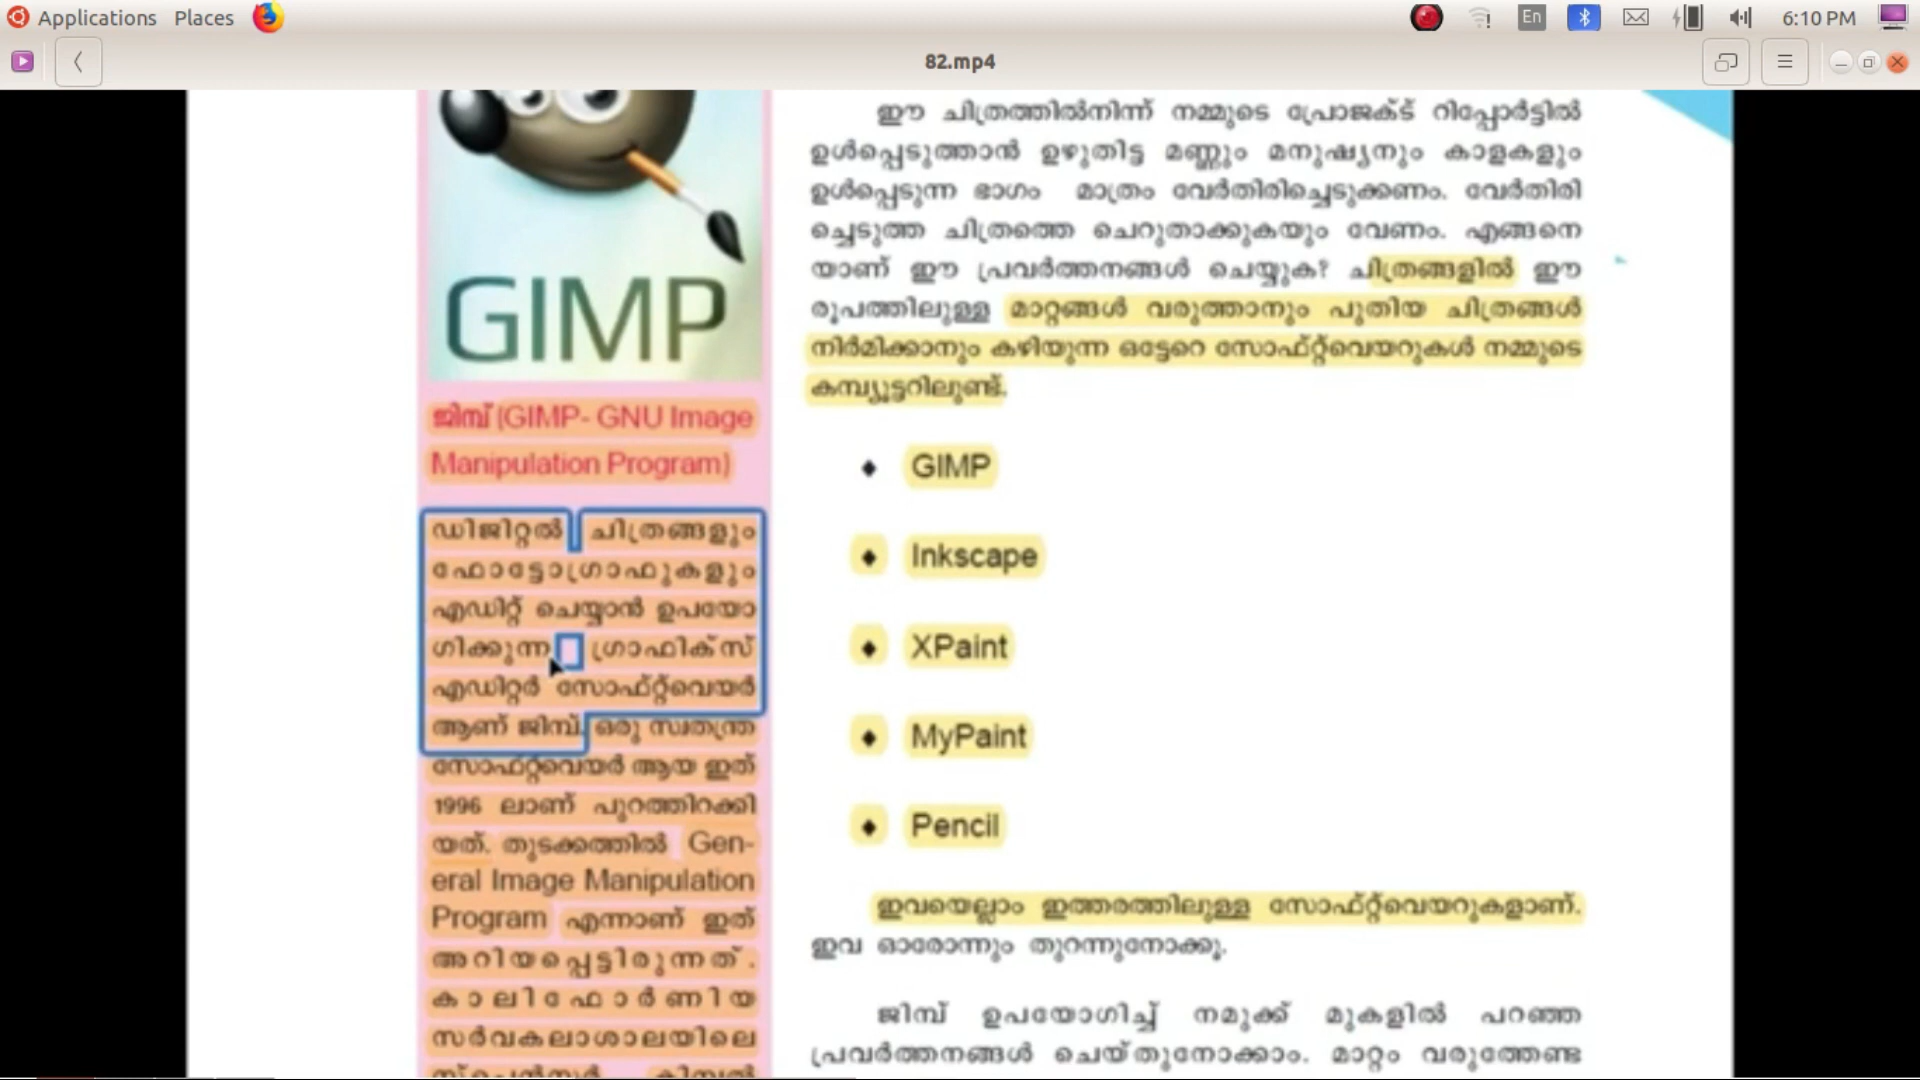 Applications Places En 6:10 PM
82.mp4
GIMP
ജിമ്പ് (GIMP- GNU Image
Manipulation Program)
ഡിജിറ്റൽ ചിത്രങ്ങളും
ഫോട്ടോഗ്രാഫുകളും
എഡിറ്റ് ചെയ്യാൻ ഉപയോ
ഗിക്കുന്ന ഗ്രാഫിക്സ്
എഡിറ്റർ സോഫ്റ്റ്‌വെയർ
ആണ് ജിമ്പ്. ഒരു സ്വതന്ത്ര
സോഫ്റ്റ്‌വെയർ ആയ ഇത്
1996 ലാണ് പുറത്തിറക്കി
യത്. തുടക്കത്തിൽ Gen-
eral Image Manipulation
Program എന്നാണ് ഇത്
അറിയപ്പെട്ടിരുന്നത്.
കാലിഫോർണിയ
സർവകലാശാലയിലെ
ഈ ചിത്രത്തിൽനിന്ന് നമ്മുടെ പ്രോജക്ട് റിപ്പോർട്ടിൽ
ഉൾപ്പെടുത്താൻ ഉഴുതിട്ട മണ്ണും മനുഷ്യനും കാളകളും
ഉൾപ്പെടുന്ന ഭാഗം മാത്രം വേർതിരിച്ചെടുക്കണം. വേർതിരി
ച്ചെടുത്ത ചിത്രത്തെ ചെറുതാക്കുകയും വേണം. എങ്ങനെ
യാണ് ഈ പ്രവർത്തനങ്ങൾ ചെയ്യുക? ചിത്രങ്ങളിൽ ഈ
രൂപത്തിലുള്ള മാറ്റങ്ങൾ വരുത്താനും പുതിയ ചിത്രങ്ങൾ
നിർമിക്കാനും കഴിയുന്ന ഒട്ടേറെ സോഫ്റ്റ്‌വെയറുകൾ നമ്മുടെ
കമ്പ്യൂട്ടറിലുണ്ട്.
♦ GIMP
♦ Inkscape
♦ XPaint
♦ MyPaint
♦ Pencil
ഇവയെല്ലാം ഇത്തരത്തിലുള്ള സോഫ്റ്റ്‌വെയറുകളാണ്.
ഇവ ഓരോന്നും തുറന്നുനോക്കൂ.
ജിമ്പ് ഉപയോഗിച്ച് നമുക്ക് മുകളിൽ പറഞ്ഞ
പ്രവർത്തനങ്ങൾ ചെയ്തുനോക്കാം. മാറ്റം വരുത്തേണ്ട